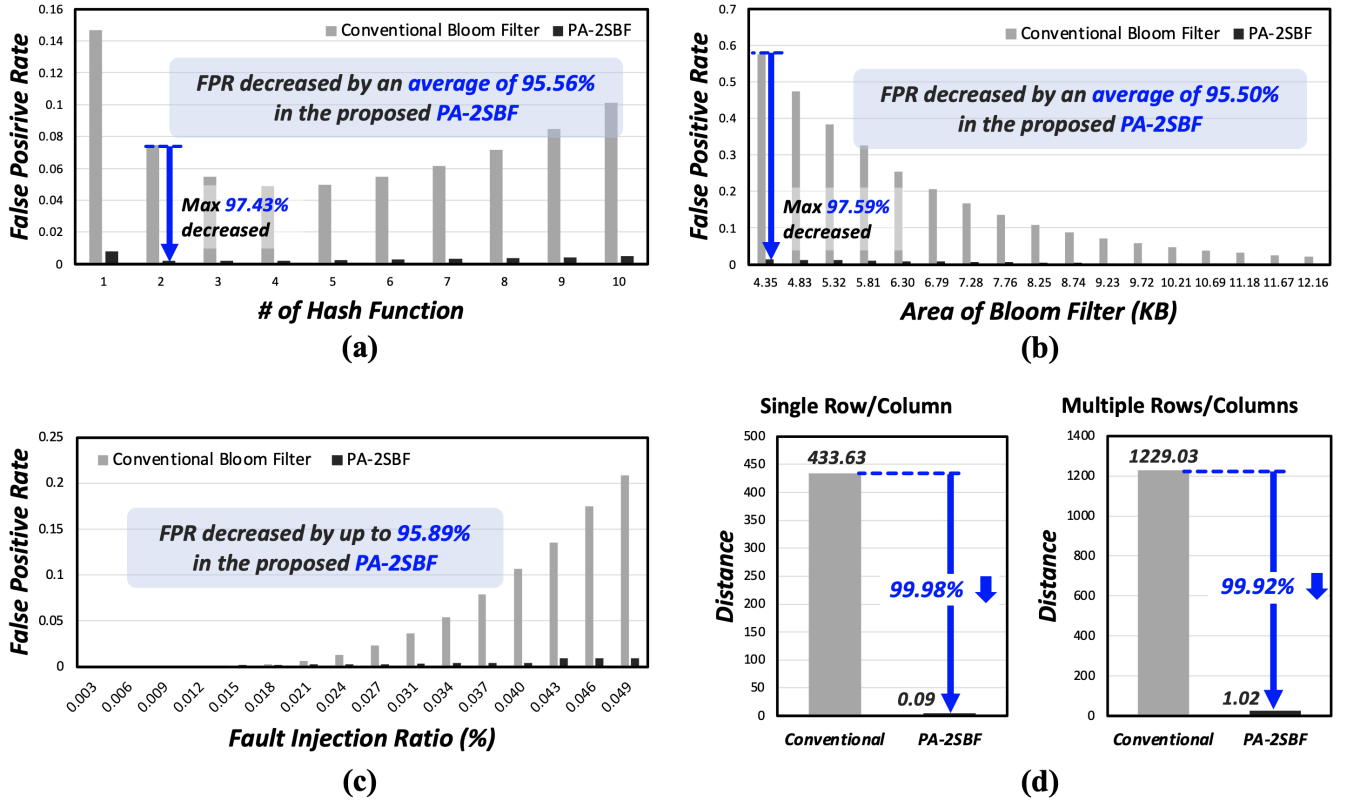 0.16
0.14
0.12
0.1
0.08
0.06
0.04
0.02
0
False Posirive Rate
Conventional Bloom Filter PA-2SBF
FPR decreased by an average of 95.56%
in the proposed PA-2SBF
Max 97.43%
decreased
1 2 3 4 5 6 7 8 9 10
# of Hash Function
(a)
0.7
0.6
0.5
0.4
0.3
0.2
0.1
0
False Positive Rate
Conventional Bloom Filter PA-2SBF
FPR decreased by an average of 95.50%
in the proposed PA-2SBF
Max 97.59%
decreased
4.35 4.83 5.32 5.81 6.30 6.79 7.28 7.76 8.25 8.74 9.23 9.72 10.21 10.69 11.18 11.67 12.16
Area of Bloom Filter (KB)
(b)
0.25
0.2
0.15
0.1
0.05
0
False Positive Rate
Conventional Bloom Filter PA-2SBF
FPR decreased by up to 95.89%
in the proposed PA-2SBF
0.003 0.006 0.009 0.012 0.015 0.018 0.021 0.024 0.027 0.031 0.034 0.037 0.040 0.043 0.046 0.049
Fault Injection Ratio (%)
(c)
Single Row/Column
500
450
400
350
300
250
200
150
100
50
0
Distance
433.63
99.98%
0.09
Conventional PA-2SBF
Multiple Rows/Columns
1400
1200
1000
800
600
400
200
0
Distance
1229.03
99.92%
1.02
Conventional PA-2SBF
(d)